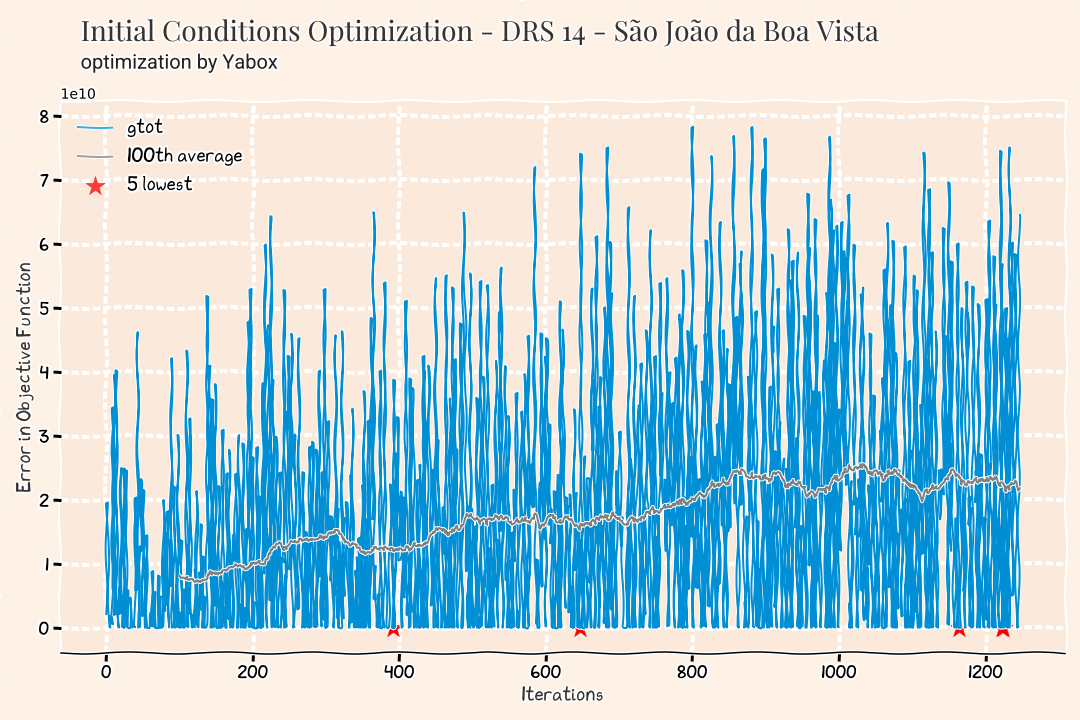 Initial Conditions Optimization - DRS 14 - São João da Boa Vista
optimization by Yabox
1e10
gtot
100th average
5 lowest
8
7
6
5
4
3
2
1
0
Error in Objective Function
0 200 400 600 800 1000 1200
Iterations